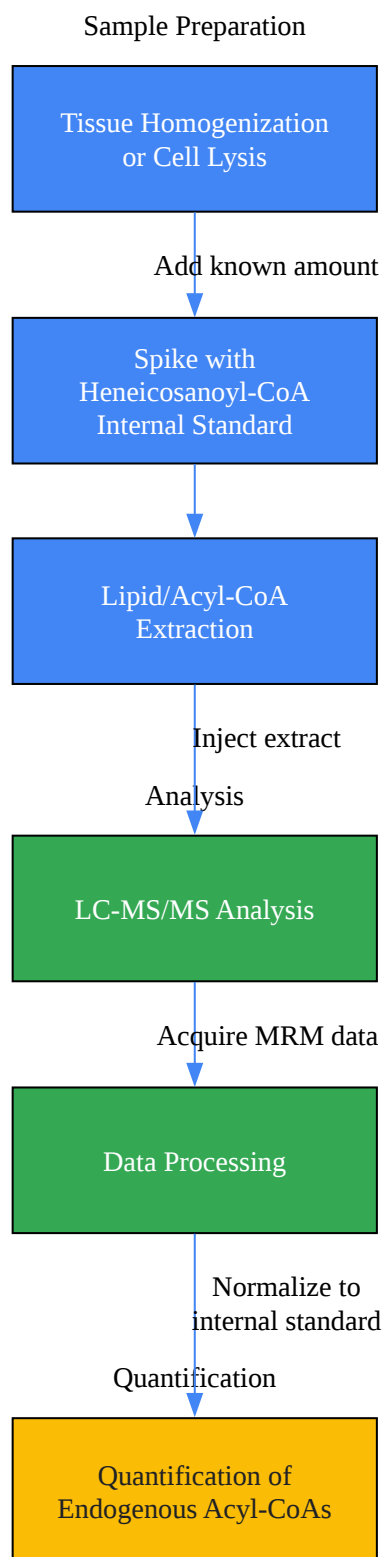 Sample Preparation
Tissue Homogenization
or Cell Lysis
Add known amount
Spike with
Heneicosanoyl-CoA
Internal Standard
Lipid/Acyl-CoA
Extraction
Inject extract
Analysis
LC-MS/MS Analysis
Acquire MRM data
Data Processing
Normalize to
internal standard
Quantification
Quantification of
Endogenous Acyl-CoAs